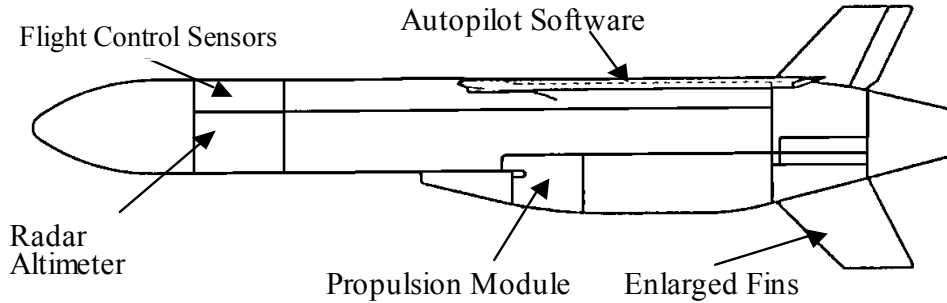 Autopilot Software
Flight Control Sensors
Radar
Altimeter
Propulsion Module
Enlarged Fins